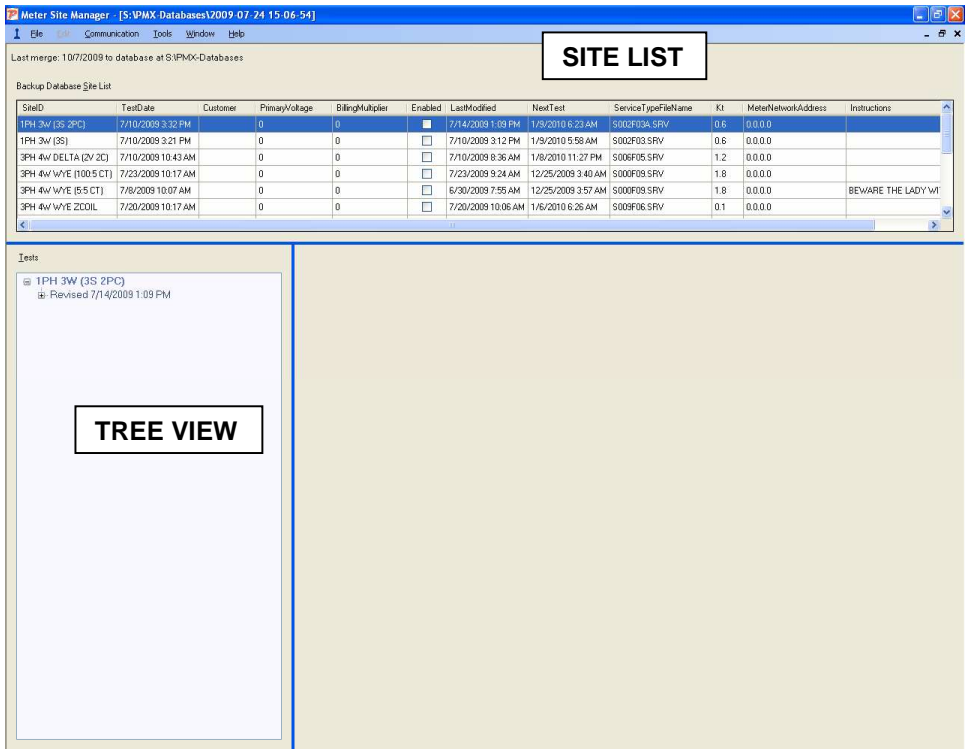 Meter Site Manager - [S:\PMX-Databases\2009-07-24 15-06-54]
File Edit Communication Tools Window Help
SITE LIST
Last merge: 10/7/2009 to database at S:\PMX-Databases
Backup Database Site List
SiteID TestDate Customer PrimaryVoltage BillingMultiplier Enabled LastModified NextTest ServiceTypeFileName Kt MeterNetworkAddress Instructions
1PH 3W (3S 2PC) 7/10/2009 3:32 PM 0 0 7/14/2009 1:09 PM 1/9/2010 6:23 AM S002F03A.SRV 0.6 0.0.0.0
1PH 3W (3S) 7/10/2009 3:21 PM 0 0 7/10/2009 3:12 PM 1/9/2010 5:58 AM S002F03.SRV 0.6 0.0.0.0
3PH 4W DELTA (2V 2C) 7/10/2009 10:43 AM 0 0 7/10/2009 8:36 AM 1/8/2010 11:27 PM S006F05.SRV 1.2 0.0.0.0
3PH 4W WYE (100:5 CT) 7/23/2009 10:17 AM 0 0 7/23/2009 9:24 AM 12/25/2009 3:40 AM S000F09.SRV 1.8 0.0.0.0
3PH 4W WYE (5:5 CT) 7/8/2009 10:07 AM 0 0 6/30/2009 7:55 AM 12/25/2009 3:57 AM S000F09.SRV 1.8 0.0.0.0 BEWARE THE LADY WI
3PH 4W WYE ZCOIL 7/20/2009 10:17 AM 0 0 7/20/2009 10:06 AM 1/6/2010 6:26 AM S009F06.SRV 0.1 0.0.0.0
Tests
1PH 3W (3S 2PC)
Revised 7/14/2009 1:09 PM
TREE VIEW